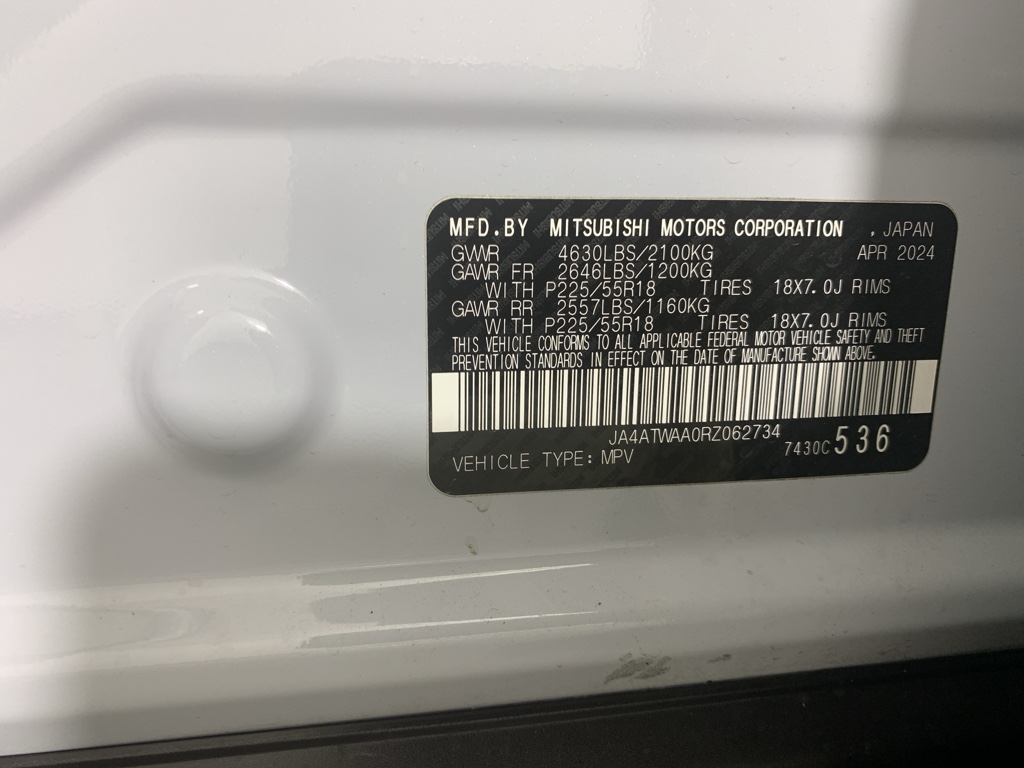 MFD.BY MITSUBISHI MOTORS CORPORATION , JAPAN
GVWR 4630LBS/2100KG APR 2024
GAWR FR 2646LBS/1200KG
WITH P225/55R18 TIRES 18X7.0J RIMS
GAWR RR 2557LBS/1160KG
WITH P225/55R18 TIRES 18X7.0J RIMS
THIS VEHICLE CONFORMS TO ALL APPLICABLE FEDERAL MOTOR VEHICLE SAFETY AND THEFT
PREVENTION STANDARDS IN EFFECT ON THE DATE OF MANUFACTURE SHOWN ABOVE.
JA4ATWAA0RZ062734
VEHICLE TYPE: MPV 7430C 536